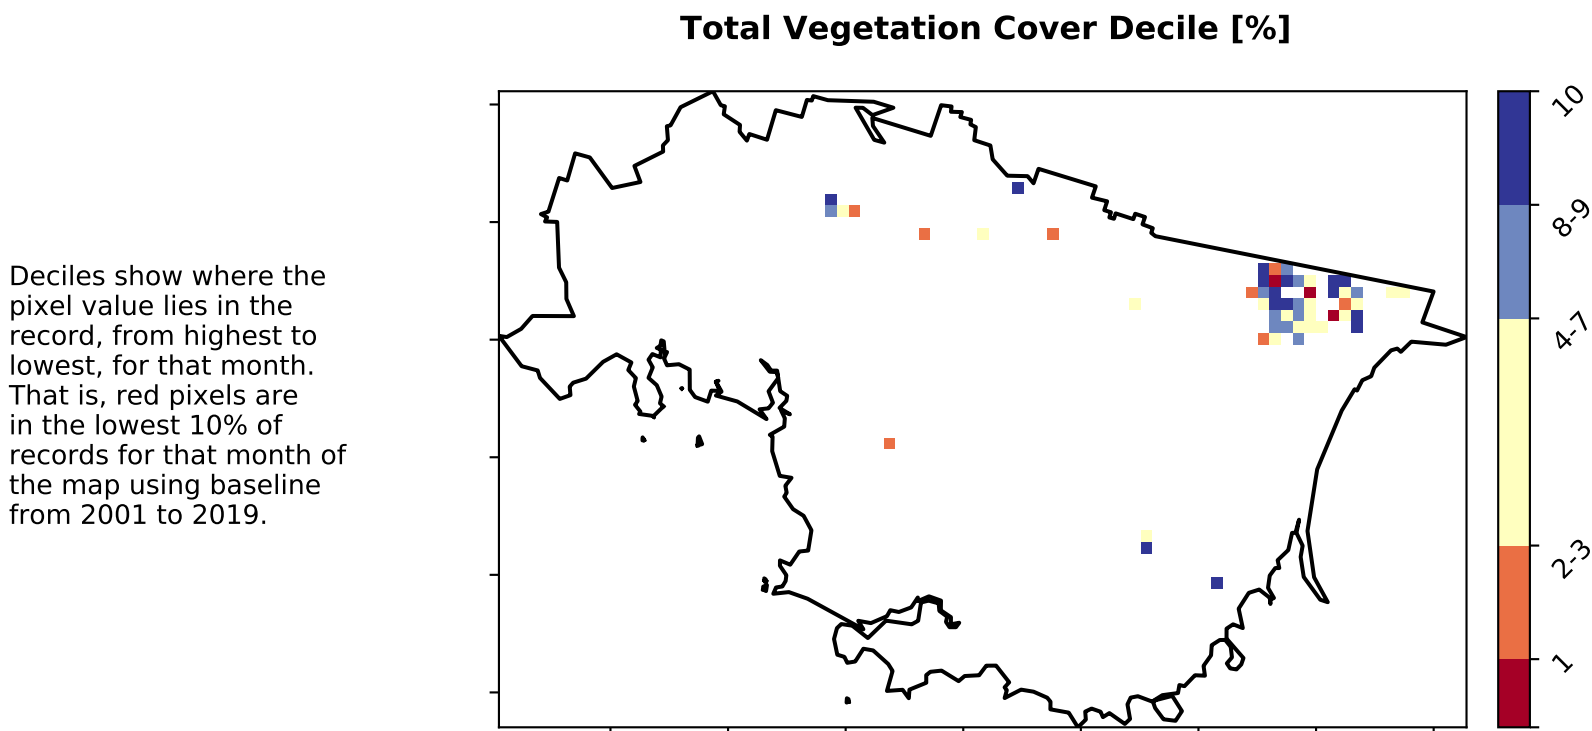 Total Vegetation Cover Decile [%]
Deciles show where the
pixel value lies in the
record, from highest to
lowest, for that month.
That is, red pixels are
in the lowest 10% of
records for that month of
the map using baseline
from 2001 to 2019.
10
8-9
4-7
2-3
1